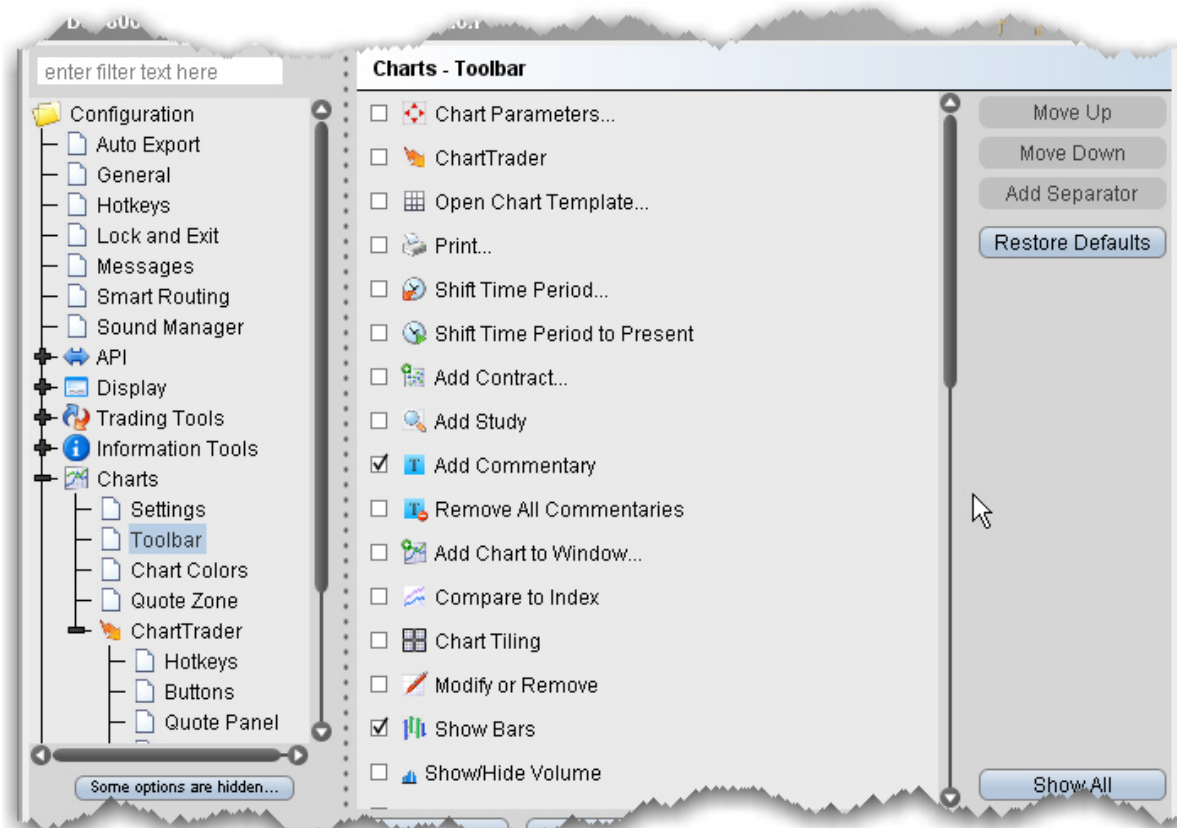 enter filter text here
Configuration
Auto Export
General
Hotkeys
Lock and Exit
Messages
Smart Routing
Sound Manager
API
Display
Trading Tools
Information Tools
Charts
Settings
Toolbar
Chart Colors
Quote Zone
ChartTrader
Hotkeys
Buttons
Quote Panel
Some options are hidden...
Charts - Toolbar
Chart Parameters...
ChartTrader
Open Chart Template...
Print...
Shift Time Period...
Shift Time Period to Present
Add Contract...
Add Study
Add Commentary
Remove All Commentaries
Add Chart to Window...
Compare to Index
Chart Tiling
Modify or Remove
Show Bars
Show/Hide Volume
Move Up
Move Down
Add Separator
Restore Defaults
Show All